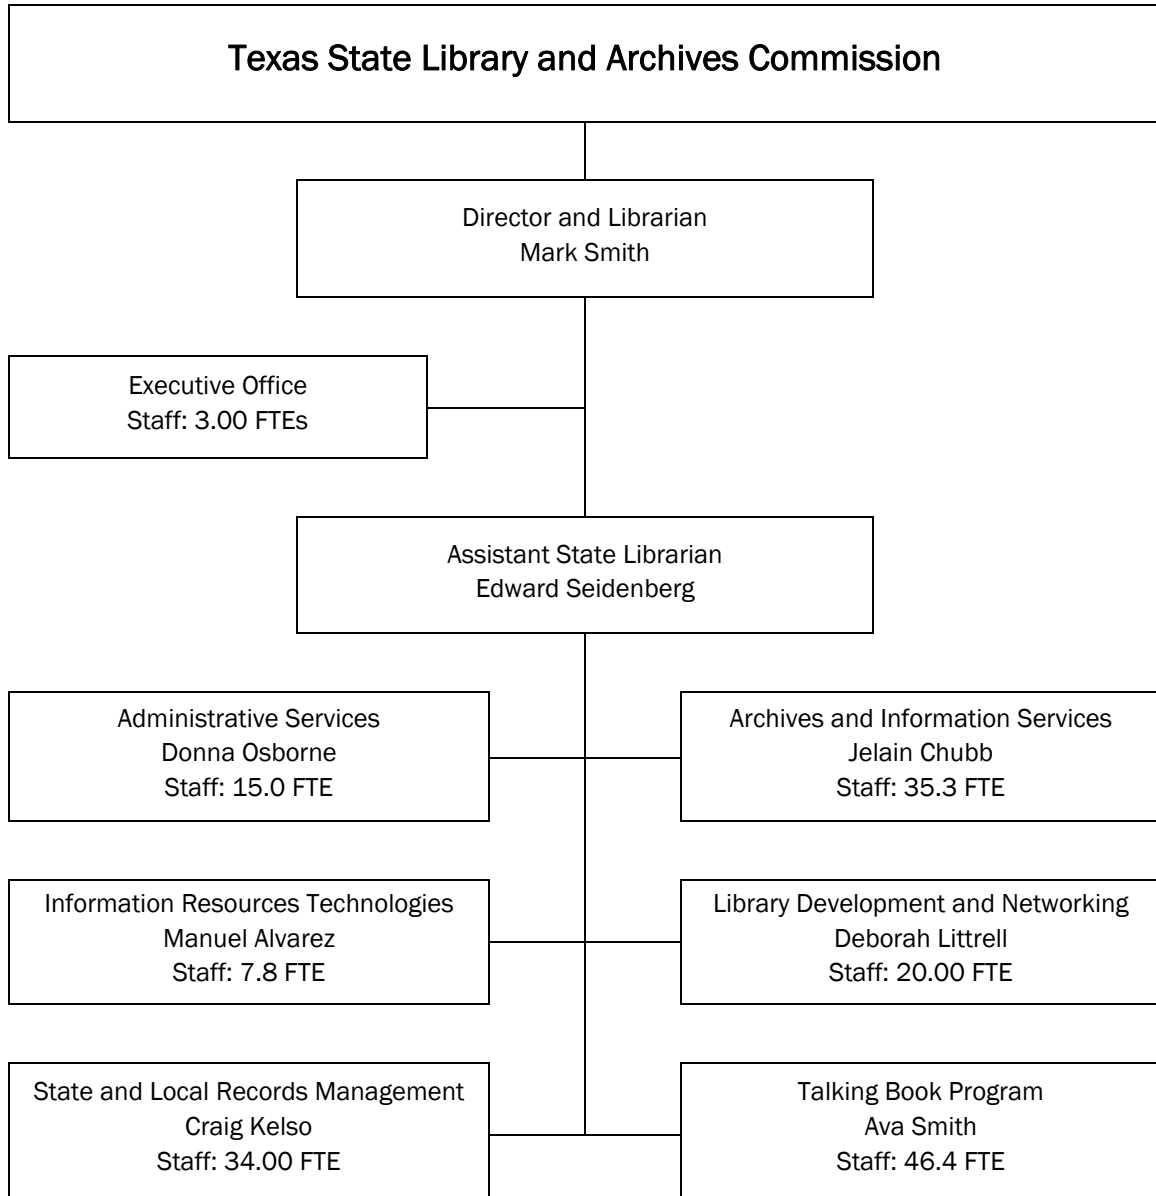 Texas State Library and Archives Commission
Director and Librarian
Mark Smith
Executive Office
Staff: 3.00 FTEs
Assistant State Librarian
Edward Seidenberg
Administrative Services
Donna Osborne
Staff: 15.0 FTE
Archives and Information Services
Jelain Chubb
Staff: 35.3 FTE
Information Resources Technologies
Manuel Alvarez
Staff: 7.8 FTE
Library Development and Networking
Deborah Littrell
Staff: 20.00 FTE
State and Local Records Management
Craig Kelso
Staff: 34.00 FTE
Talking Book Program
Ava Smith
Staff: 46.4 FTE